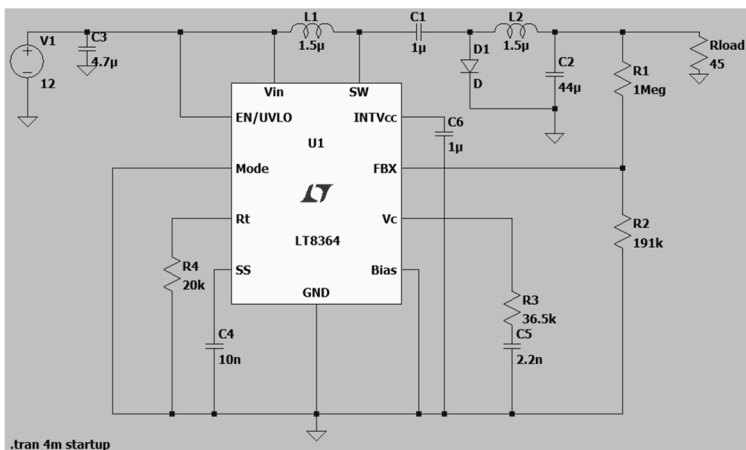 V1
12
C3
4.7µ
L1
1.5µ
C1
1µ
D1
D
L2
1.5µ
C2
44µ
R1
1Meg
Rload
45
Vin
SW
EN/UVLO
INTVcc
C6
1µ
U1
Mode
FBX
Rt
Vc
LT8364
SS
Bias
GND
R4
20k
C4
10n
R3
36.5k
C5
2.2n
R2
191k
.tran 4m startup